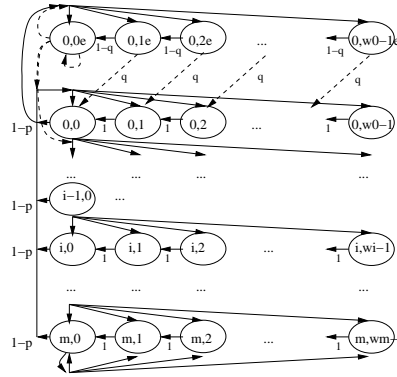 0,0e 0,1e 0,2e ... 0,w0−1e
1−q 1−q 1−q
q q q q
0,0 0,1 0,2 ... 0,w0−1
1−p 1 1 1
... ... ... ...
i−1,0 ...
1−p
i,0 i,1 i,2 ... i,wi−1
1−p 1 1 1
... ... ... ...
m,0 m,1 m,2 ... m,wm−
1−p 1 1 1